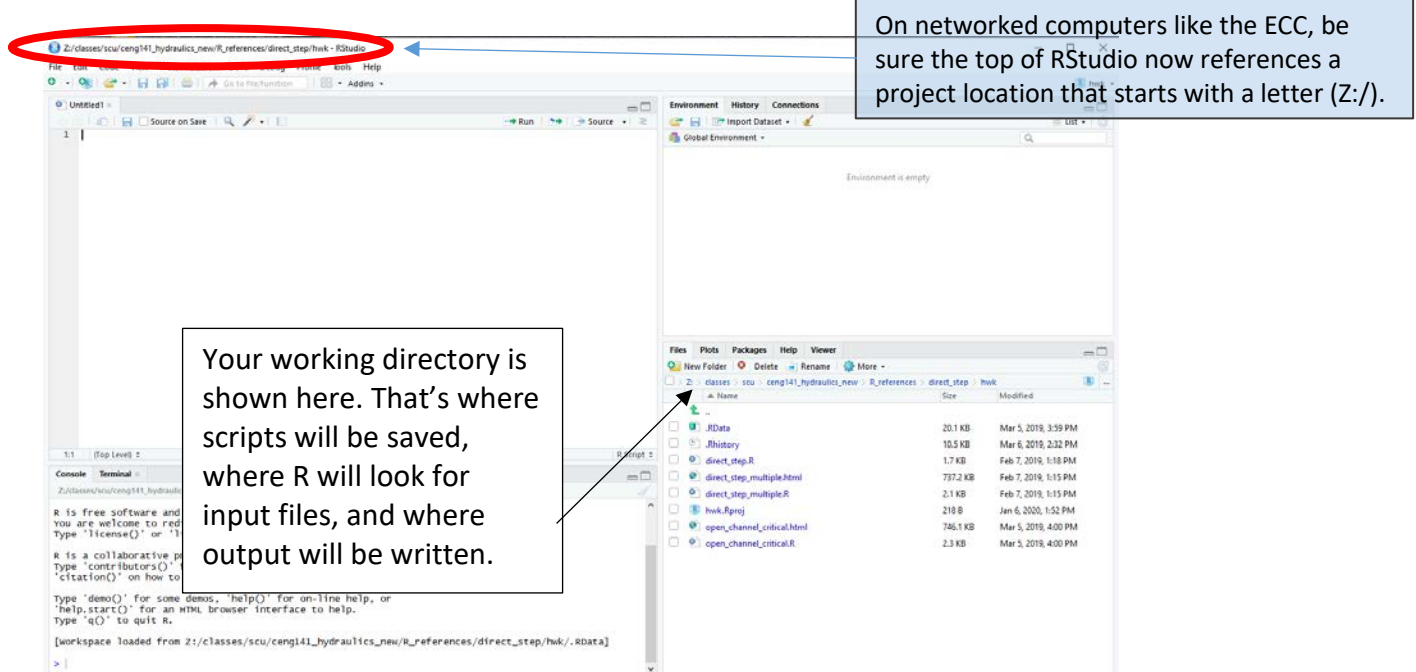 On networked computers like the ECC, be
sure the top of RStudio now references a
project location that starts with a letter (Z:/).
Z:/classes/scu/ceng141_hydraulics_new/R_references/direct_step/hwk - RStudio
File Edit Code Tools Help
Go to file/function
Addins
hwk
Untitled1
Source on Save
Run
Source
1
Environment History Connections
Import Dataset
List
Global Environment
Environment is empty
Your working directory is
shown here. That's where
scripts will be saved,
where R will look for
input files, and where
output will be written.
Files Plots Packages Help Viewer
New Folder Delete Rename More
Z: classes scu ceng141_hydraulics_new R_references direct_step hwk
Name Size Modified
..
.RData 20.1 KB Mar 5, 2019, 3:59 PM
.Rhistory 10.5 KB Mar 6, 2019, 2:32 PM
direct_step.R 1.7 KB Feb 7, 2019, 1:18 PM
direct_step_multiple.html 737.2 KB Feb 7, 2019, 1:15 PM
direct_step_multiple.R 2.1 KB Feb 7, 2019, 1:15 PM
hwk.Rproj 218 B Jan 6, 2020, 1:52 PM
open_channel_critical.html 746.1 KB Mar 5, 2019, 4:00 PM
open_channel_critical.R 2.3 KB Mar 5, 2019, 4:00 PM
1:1 (Top Level) R Script
Console Terminal
Z:/classes/scu/ceng141_hydraulic
R is free software and
You are welcome to red
Type 'license()' or 'l
R is a collaborative p
Type 'contributors()'
'citation()' on how to
Type 'demo()' for some demos, 'help()' for on-line help, or
'help.start()' for an HTML browser interface to help.
Type 'q()' to quit R.
[workspace loaded from Z:/classes/scu/ceng141_hydraulics_new/R_references/direct_step/hwk/.RData]
>